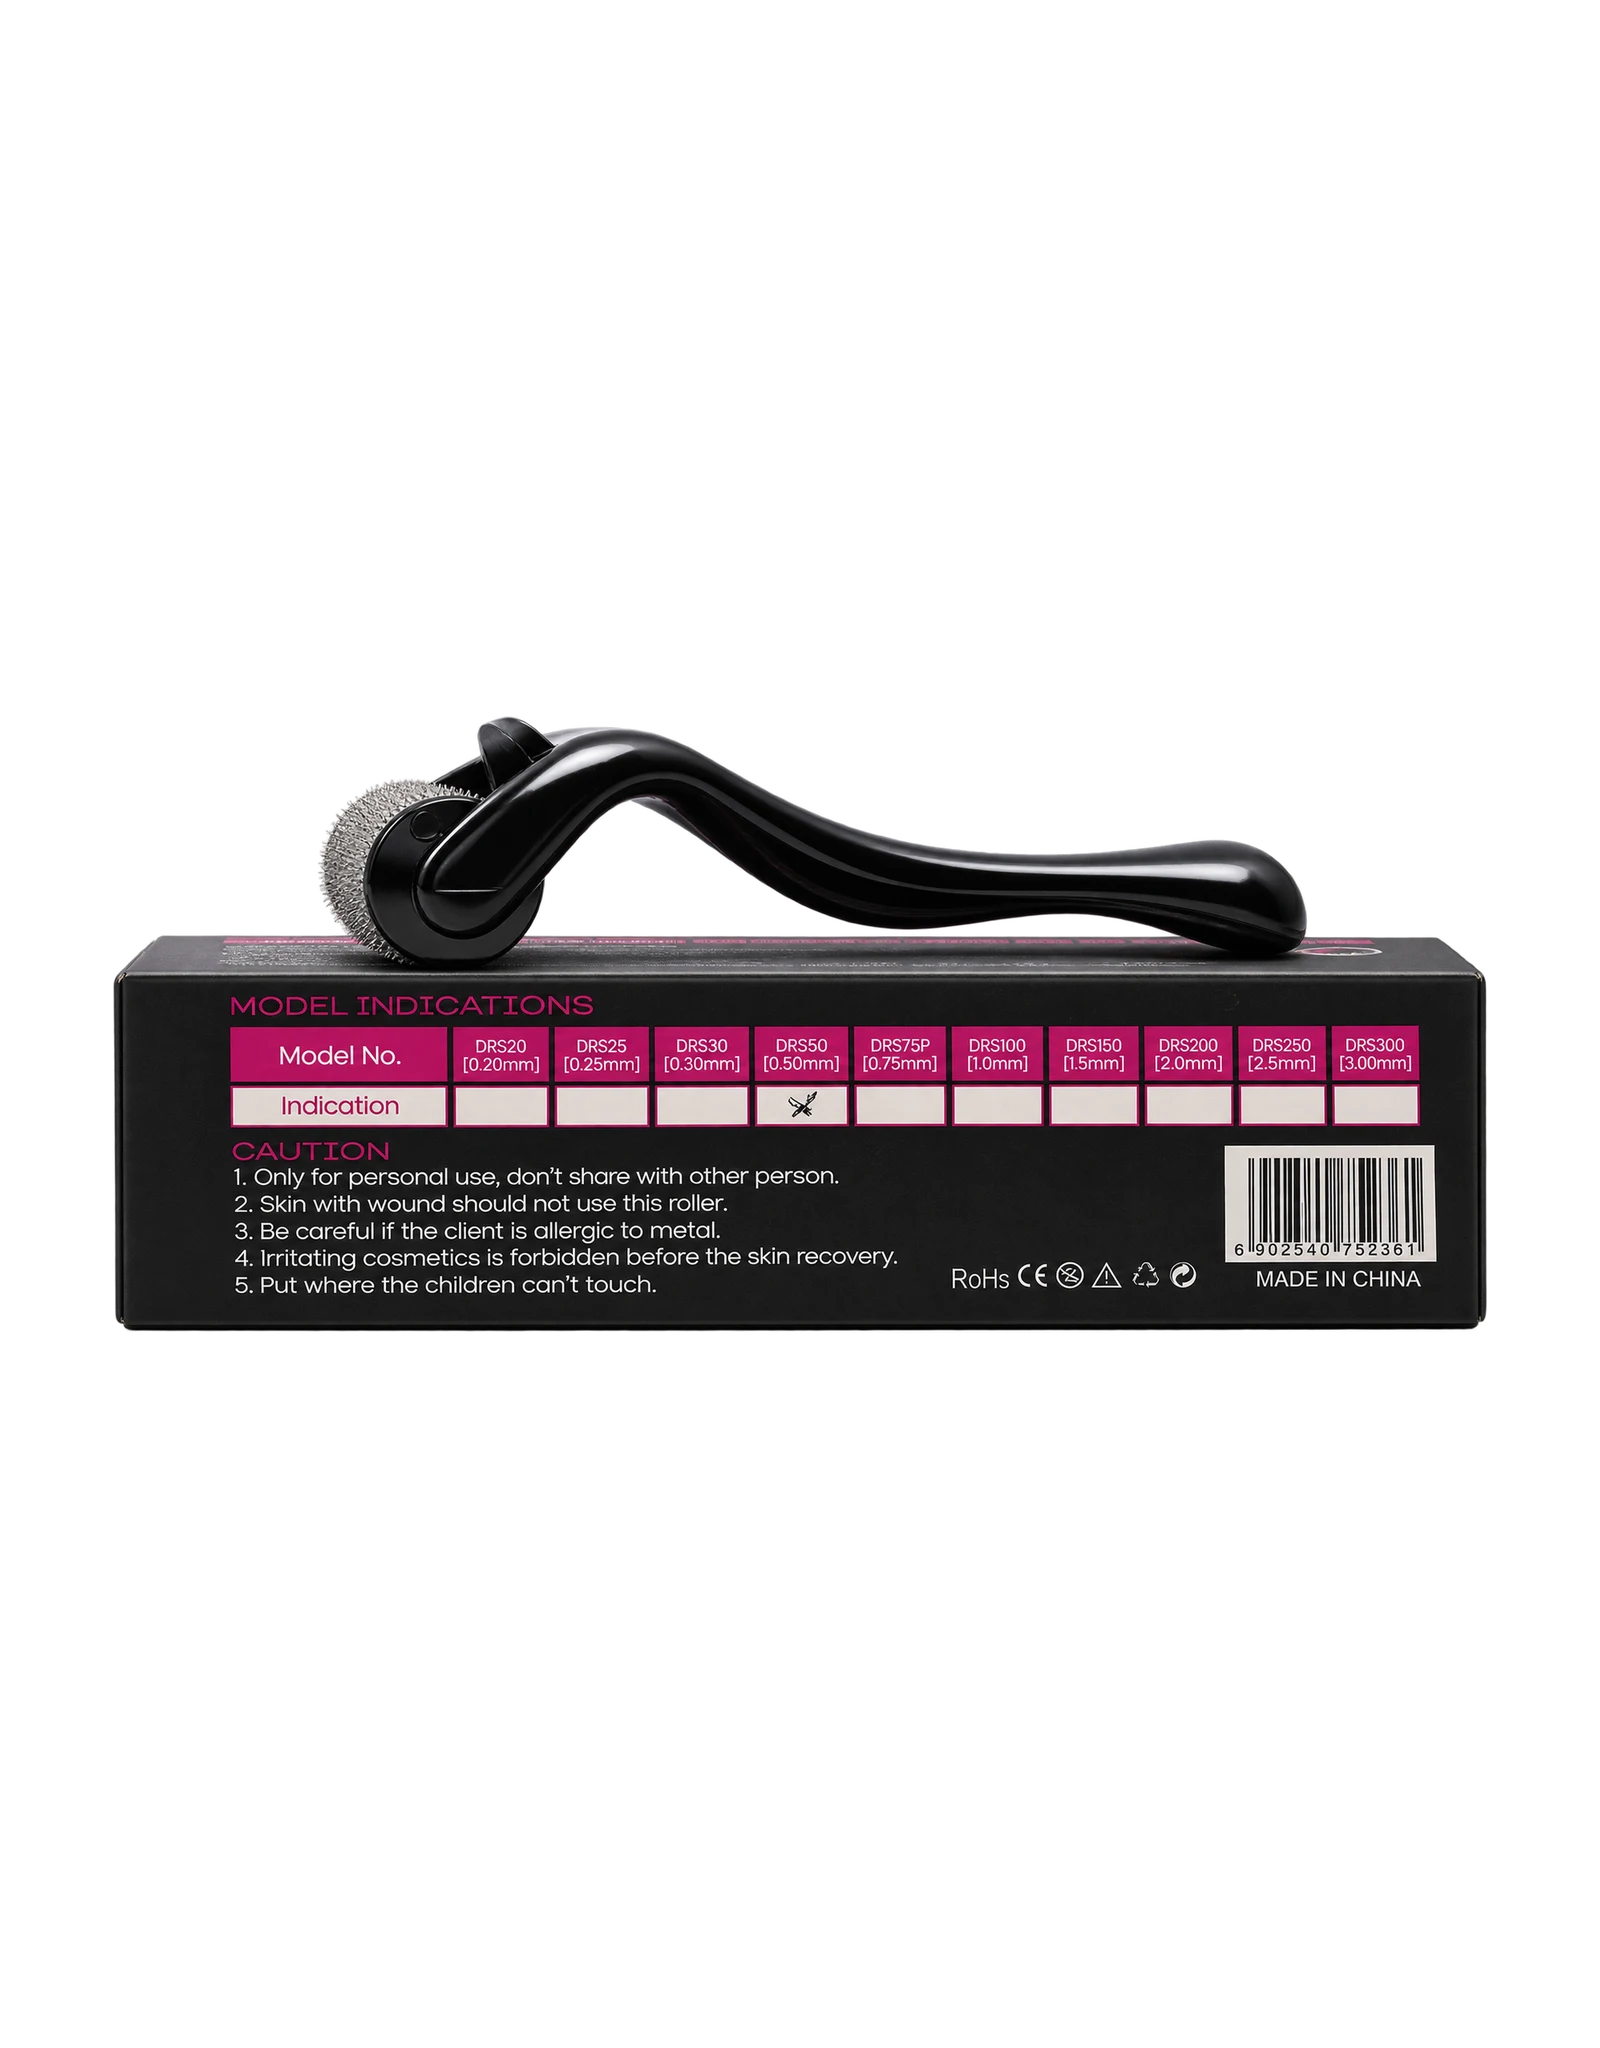 MODEL INDICATIONS
Model No. DRS20 DRS25 DRS30 DRS50 DRS75P DRS100 DRS150 DRS200 DRS250 DRS300
[0.20mm] [0.25mm] [0.30mm] [0.50mm] [0.75mm] [1.0mm] [1.5mm] [2.0mm] [2.5mm] [3.00mm]
Indication
CAUTION
1. Only for personal use, don't share with other person.
2. Skin with wound should not use this roller.
3. Be careful if the client is allergic to metal.
4. Irritating cosmetics is forbidden before the skin recovery.
5. Put where the children can't touch.
RoHs CE
6 902540 752361
MADE IN CHINA